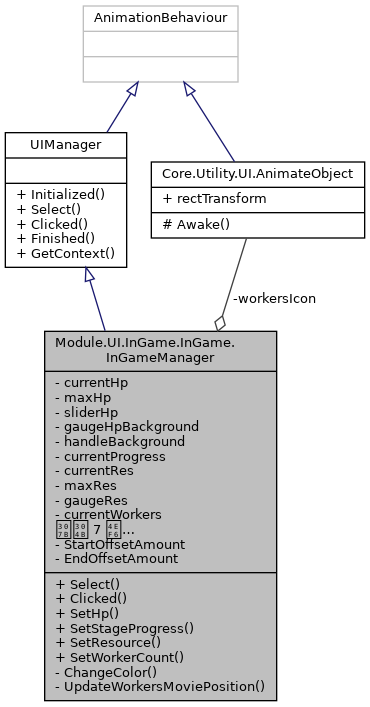 AnimationBehaviour
UIManager
+ Initialized()
+ Select()
+ Clicked()
+ Finished()
+ GetContext()
Core.Utility.UI.AnimateObject
+ rectTransform
# Awake()
-workersIcon
Module.UI.InGame.InGame.
InGameManager
- currentHp
- maxHp
- sliderHp
- gaugeHpBackground
- handleBackground
- currentProgress
- currentRes
- maxRes
- gaugeRes
- currentWorkers
7 ...
- StartOffsetAmount
- EndOffsetAmount
+ Select()
+ Clicked()
+ SetHp()
+ SetStageProgress()
+ SetResource()
+ SetWorkerCount()
- ChangeColor()
- UpdateWorkersMoviePosition()